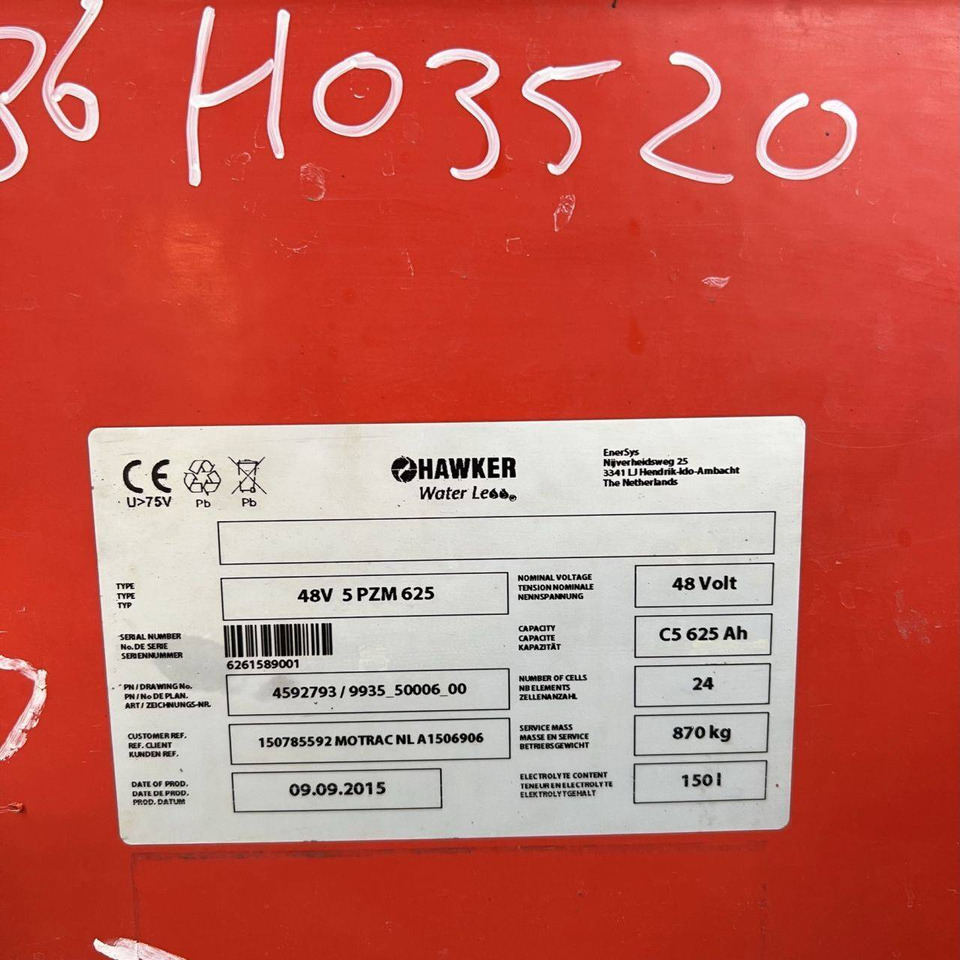 36 H03520
CE
U>75V
Pb
Pb
HAWKER
Water Less
EnerSys
Nijverheidsweg 25
3341 LJ Hendrik-Ido-Ambacht
The Netherlands
TYPE
TYPE
TYP
48V 5 PZM 625
NOMINAL VOLTAGE
TENSION NOMINALE
NENNSPANNUNG
48 Volt
SERIAL NUMBER
No. DE SERIE
SERIENNUMMER
6261589001
CAPACITY
CAPACITE
KAPAZITÄT
C5 625 Ah
PN / DRAWING No.
PN / No DE PLAN.
ART / ZEICHNUNGS-NR.
4592793 / 9935_50006_00
NUMBER OF CELLS
NB ELEMENTS
ZELLENANZAHL
24
CUSTOMER REF.
REF. CLIENT
KUNDEN REF.
150785592 MOTRAC NL A1506906
SERVICE MASS
MASSE EN SERVICE
BETRIEBSGEWICHT
870 kg
DATE OF PROD.
DATE DE PROD.
PROD. DATUM
09.09.2015
ELECTROLYTE CONTENT
TENEUR EN ELECTROLYTE
ELEKTROLYTGEHALT
150 l